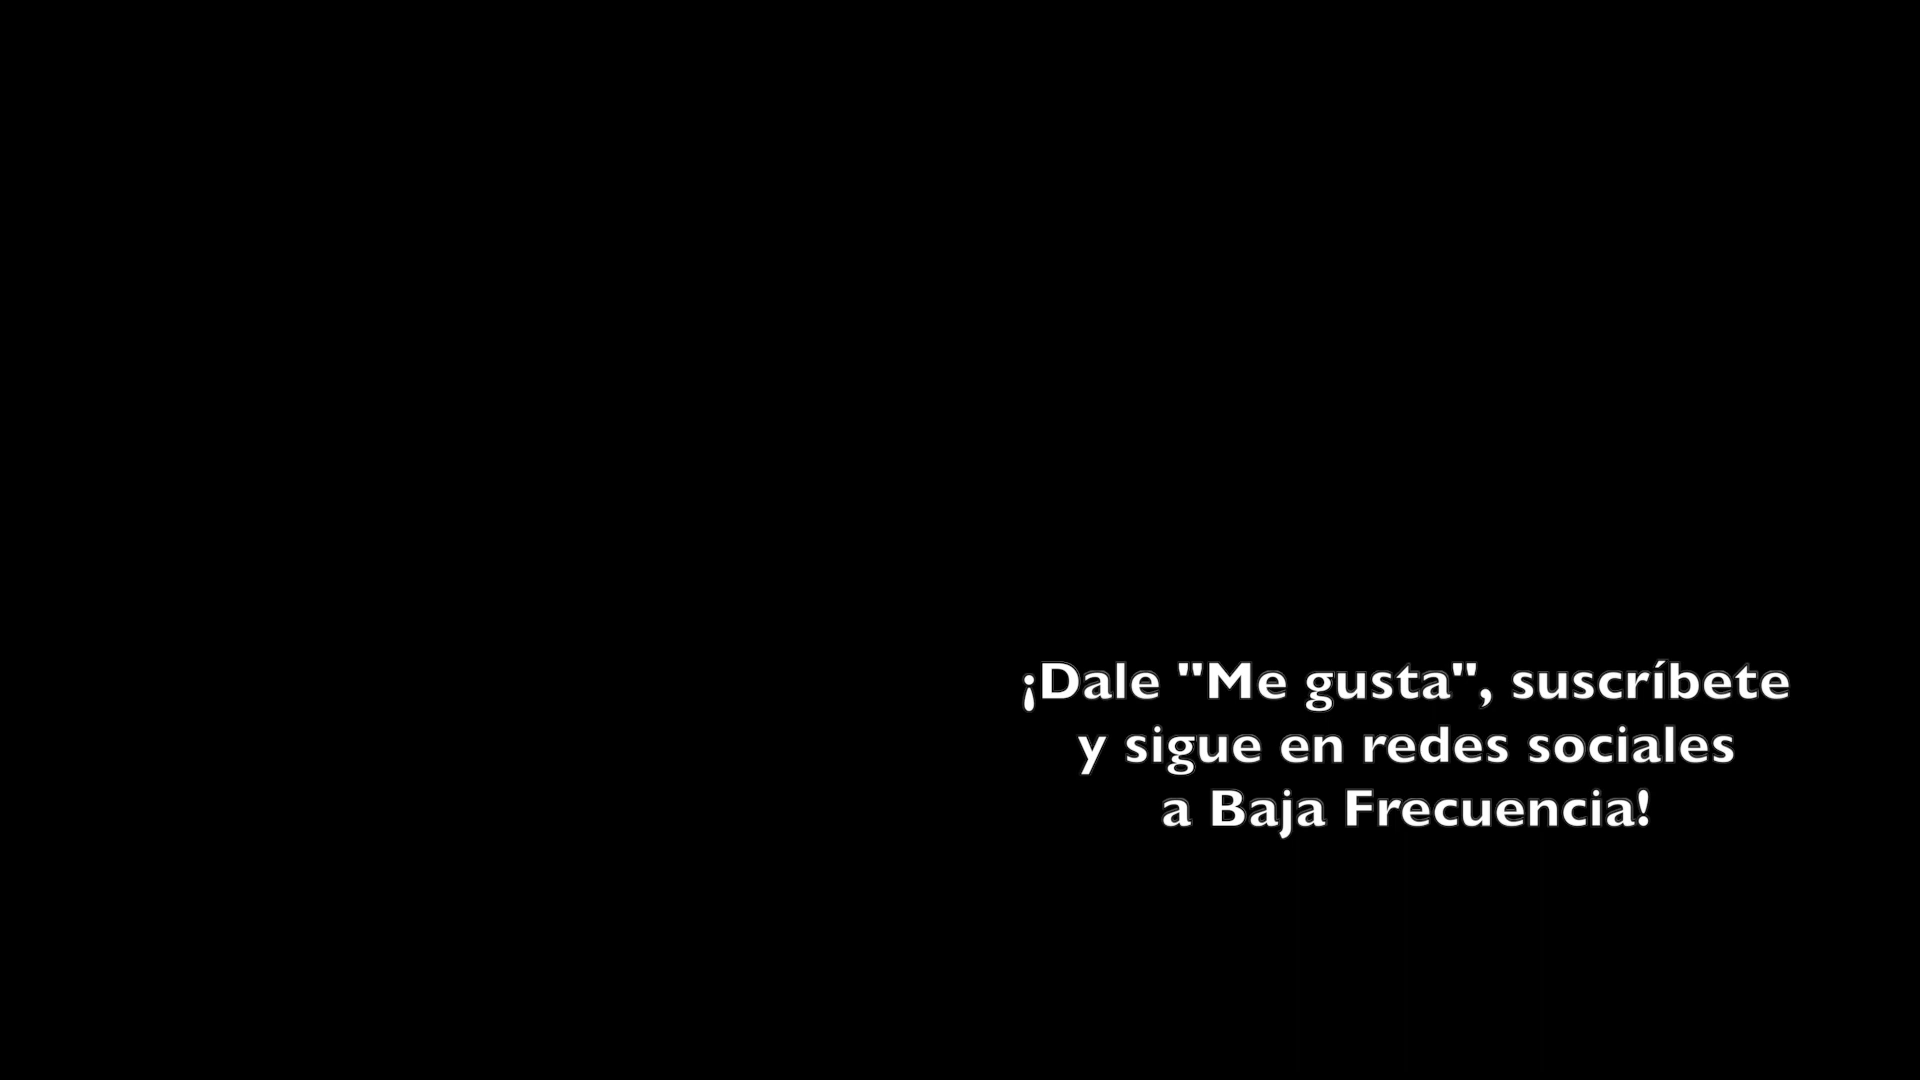 ¡Dale "Me gusta", suscríbete
y sigue en redes sociales
a Baja Frecuencia!